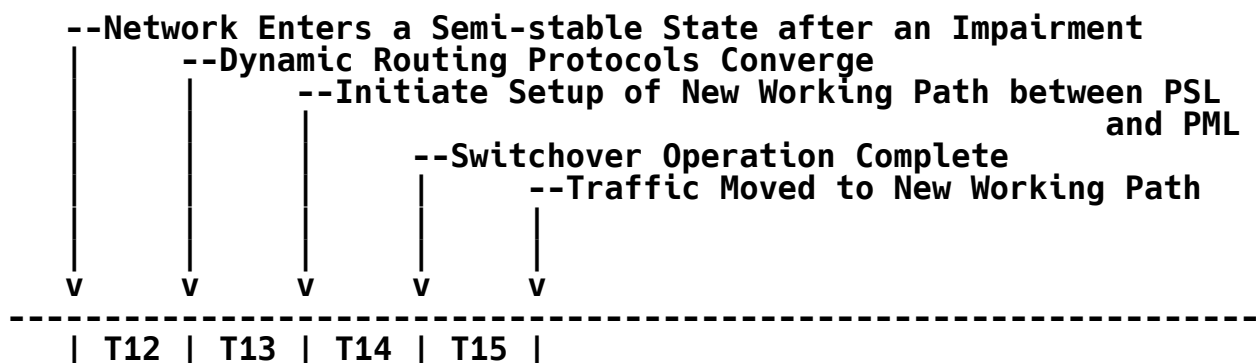 --Network Enters a Semi-stable State after an Impairment
--Dynamic Routing Protocols Converge
--Initiate Setup of New Working Path between PSL
and PML
--Switchover Operation Complete
--Traffic Moved to New Working Path
v v v v v
| T12 | T13 | T14 | T15 |